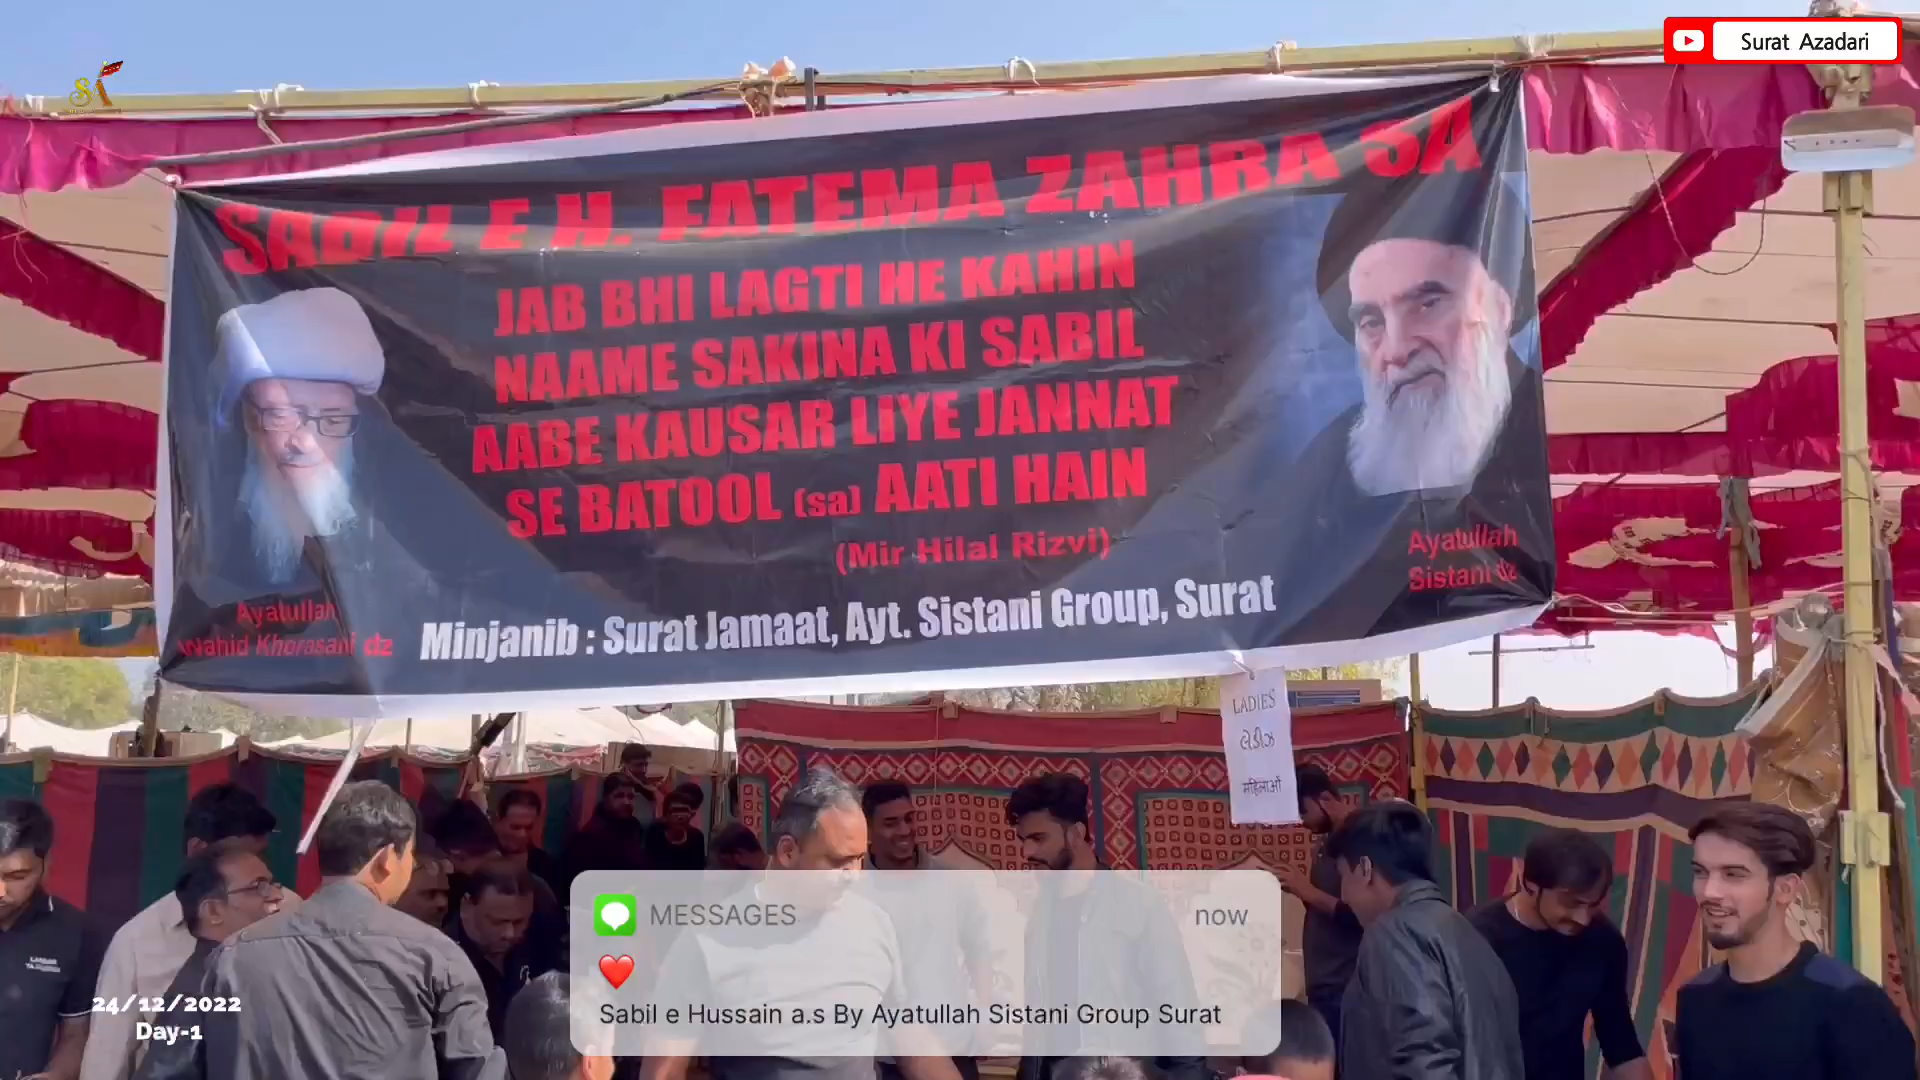 Surat Azadari
SA
SABIL E H. FATEMA ZAHRA SA
JAB BHI LAGTI HE KAHIN
NAAME SAKINA KI SABIL
AABE KAUSAR LIYE JANNAT
SE BATOOL (sa) AATI HAIN
(Mir Hilal Rizvi)
Ayatullah
Sistani dz
Ayatullah
Wahid Khorasani dz
Minjanib : Surat Jamaat, Ayt. Sistani Group, Surat
LADIES
લેડીઝ
महिलाओं
MESSAGES
now
❤️
Sabil e Hussain a.s By Ayatullah Sistani Group Surat
24/12/2022
Day-1